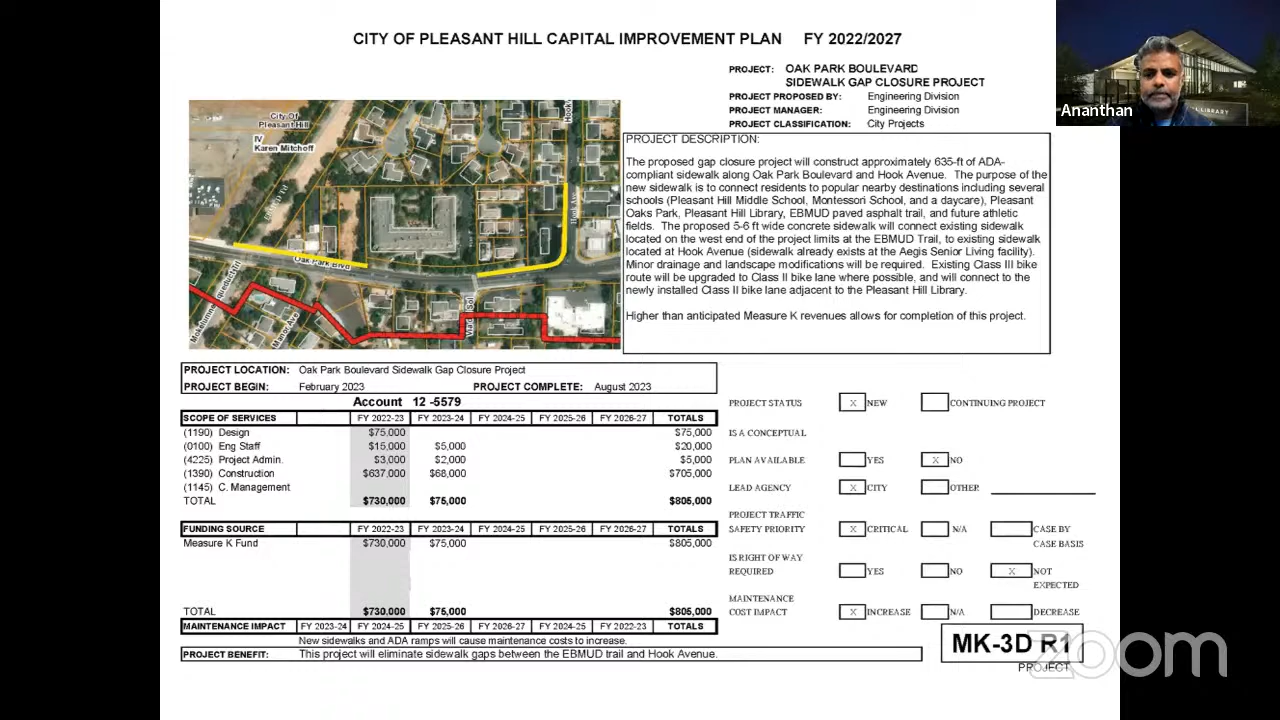 CITY OF PLEASANT HILL CAPITAL IMPROVEMENT PLAN FY 2022/2027
PROJECT: OAK PARK BOULEVARD
SIDEWALK GAP CLOSURE PROJECT
PROJECT PROPOSED BY: Engineering Division
PROJECT MANAGER: Engineering Division
PROJECT CLASSIFICATION: City Projects
Ananthan
LIBRARY
City Of
Pleasant Hill
IV
Karen Mitchoff
EBMUD Trl
Oak Park Blvd
Hook Ave
Manor Ave
PROJECT DESCRIPTION:
The proposed gap closure project will construct approximately 635-ft of ADA-
compliant sidewalk along Oak Park Boulevard and Hook Avenue. The purpose of the
new sidewalk is to connect residents to popular nearby destinations including several
schools (Pleasant Hill Middle School, Montessori School, and a daycare), Pleasant
Oaks Park, Pleasant Hill Library, EBMUD paved asphalt trail, and future athletic
fields. The proposed 5-6 ft wide concrete sidewalk will connect existing sidewalk
located on the west end of the project limits at the EBMUD Trail, to existing sidewalk
located at Hook Avenue (sidewalk already exists at the Aegis Senior Living facility).
Minor drainage and landscape modifications will be required. Existing Class III bike
route will be upgraded to Class II bike lane where possible, and will connect to the
newly installed Class II bike lane adjacent to the Pleasant Hill Library.
Higher than anticipated Measure K revenues allows for completion of this project.
PROJECT LOCATION: Oak Park Boulevard Sidewalk Gap Closure Project
PROJECT BEGIN: February 2023 PROJECT COMPLETE: August 2023
Account 12 -5579
SCOPE OF SERVICES FY 2022-23 FY 2023-24 FY 2024-25 FY 2025-26 FY 2026-27 TOTALS
(1190) Design $75,000 $75,000
(0100) Eng Staff $15,000 $5,000 $20,000
(4225) Project Admin. $3,000 $2,000 $5,000
(1390) Construction $637,000 $68,000 $705,000
(1145) C. Management
TOTAL $730,000 $75,000 $805,000
FUNDING SOURCE FY 2022-23 FY 2023-24 FY 2024-25 FY 2025-26 FY 2026-27 TOTALS
Measure K Fund $730,000 $75,000 $805,000
TOTAL $730,000 $75,000 $805,000
MAINTENANCE IMPACT FY 2023-24 FY 2024-25 FY 2025-26 FY 2026-27 FY 2022-23 TOTALS
New sidewalks and ADA ramps will cause maintenance costs to increase.
PROJECT BENEFIT: This project will eliminate sidewalk gaps between the EBMUD trail and Hook Avenue.
PROJECT STATUS X NEW CONTINUING PROJECT
IS A CONCEPTUAL
PLAN AVAILABLE YES X NO
LEAD AGENCY X CITY OTHER
PROJECT TRAFFIC
SAFETY PRIORITY X CRITICAL N/A CASE BY
CASE BASIS
IS RIGHT OF WAY
REQUIRED YES NO X NOT
EXPECTED
MAINTENANCE
COST IMPACT X INCREASE N/A DECREASE
MK-3D R1
PROJECT
zoom